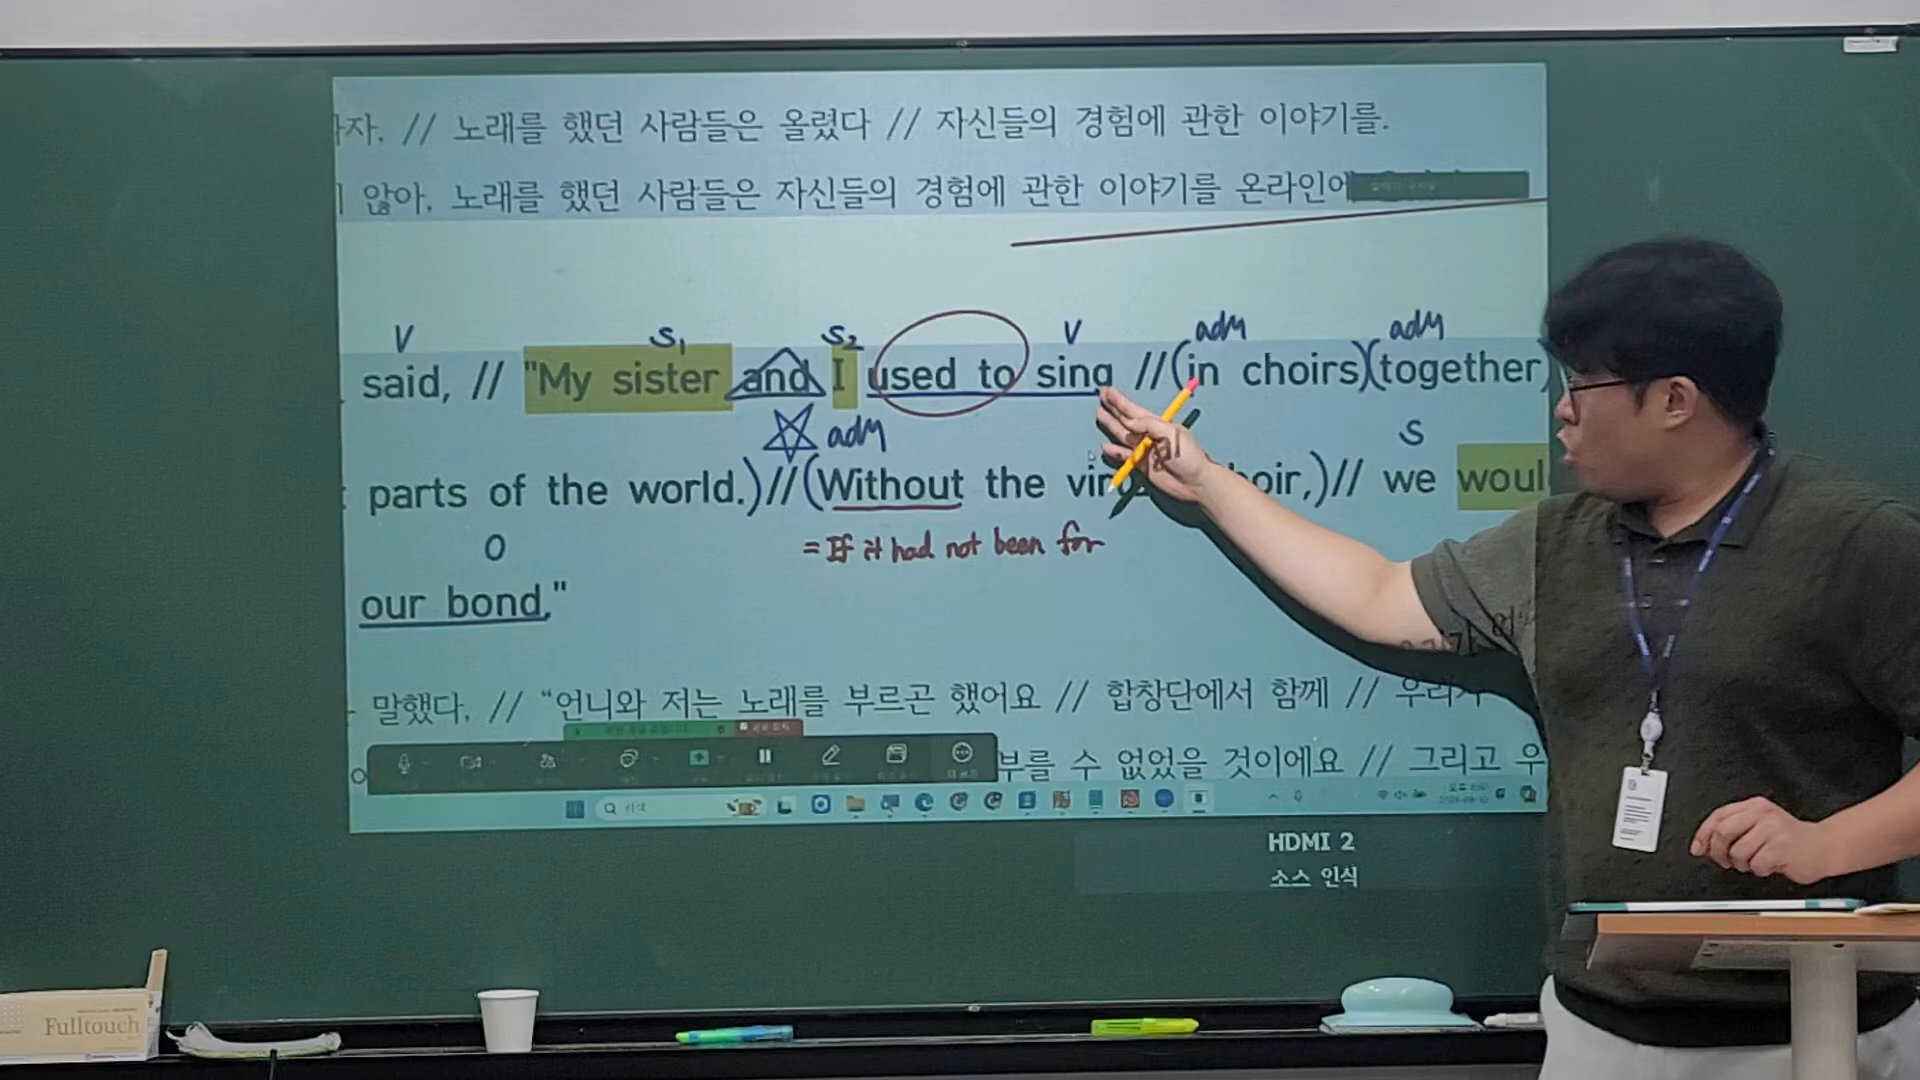 자, // 노래를 했던 사람들은 올렸다 // 자신들의 경험에 관한 이야기를.
않아, 노래를 했던 사람들은 자신들의 경험에 관한 이야기를 온라인에
V S₁ S₂ V adM adM
said, // "My sister and I used to sing //(in choirs)(together)
☆ adM S
parts of the world.)//(Without the choir,)// we woul
O = If it had not been for
our bond,"
말했다, // "언니와 저는 노래를 부르곤 했어요 // 합창단에서 함께 //
부를 수 없었을 것이에요 // 그리고 우
검색
HDMI 2
소스 인식
Fulltouch